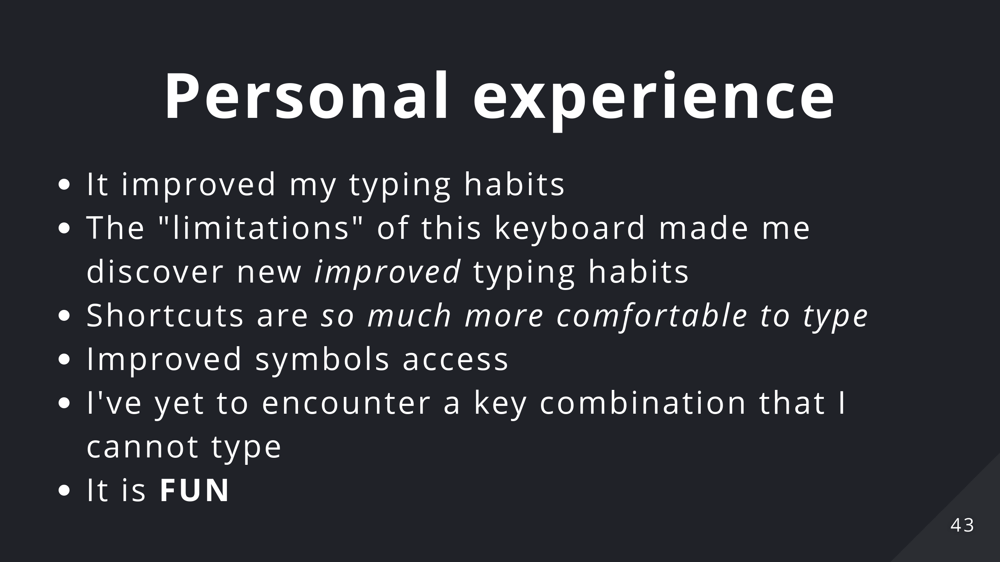 Personal experience
It improved my typing habits
The "limitations" of this keyboard made me
discover new improved typing habits
Shortcuts are so much more comfortable to type
Improved symbols access
I've yet to encounter a key combination that I
cannot type
It is FUN
43